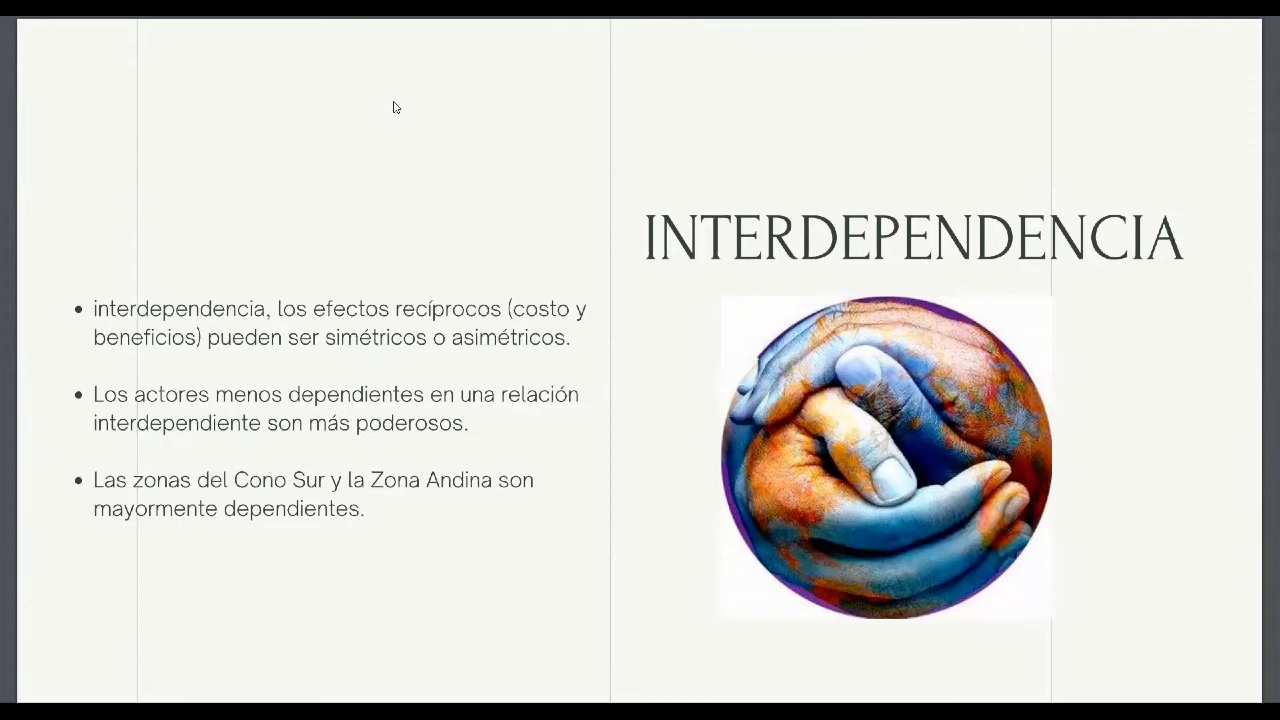 INTERDEPENDENCIA
• interdependencia, los efectos recíprocos (costo y
beneficios) pueden ser simétricos o asimétricos.
• Los actores menos dependientes en una relación
interdependiente son más poderosos.
• Las zonas del Cono Sur y la Zona Andina son
mayormente dependientes.